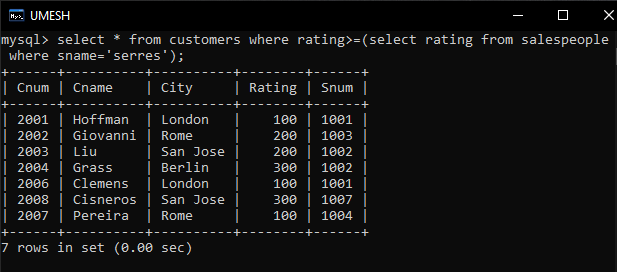 UMESH
mysql> select * from customers where rating>=(select rating from salespeople
 where sname='serres');
+------+----------+----------+--------+------+
| Cnum | Cname    | City     | Rating | Snum |
+------+----------+----------+--------+------+
| 2001 | Hoffman  | London   |    100 | 1001 |
| 2002 | Giovanni | Rome     |    200 | 1003 |
| 2003 | Liu      | San Jose |    200 | 1002 |
| 2004 | Grass    | Berlin   |    300 | 1002 |
| 2006 | Clemens  | London   |    100 | 1001 |
| 2008 | Cisneros | San Jose |    300 | 1007 |
| 2007 | Pereira  | Rome     |    100 | 1004 |
+------+----------+----------+--------+------+
7 rows in set (0.00 sec)